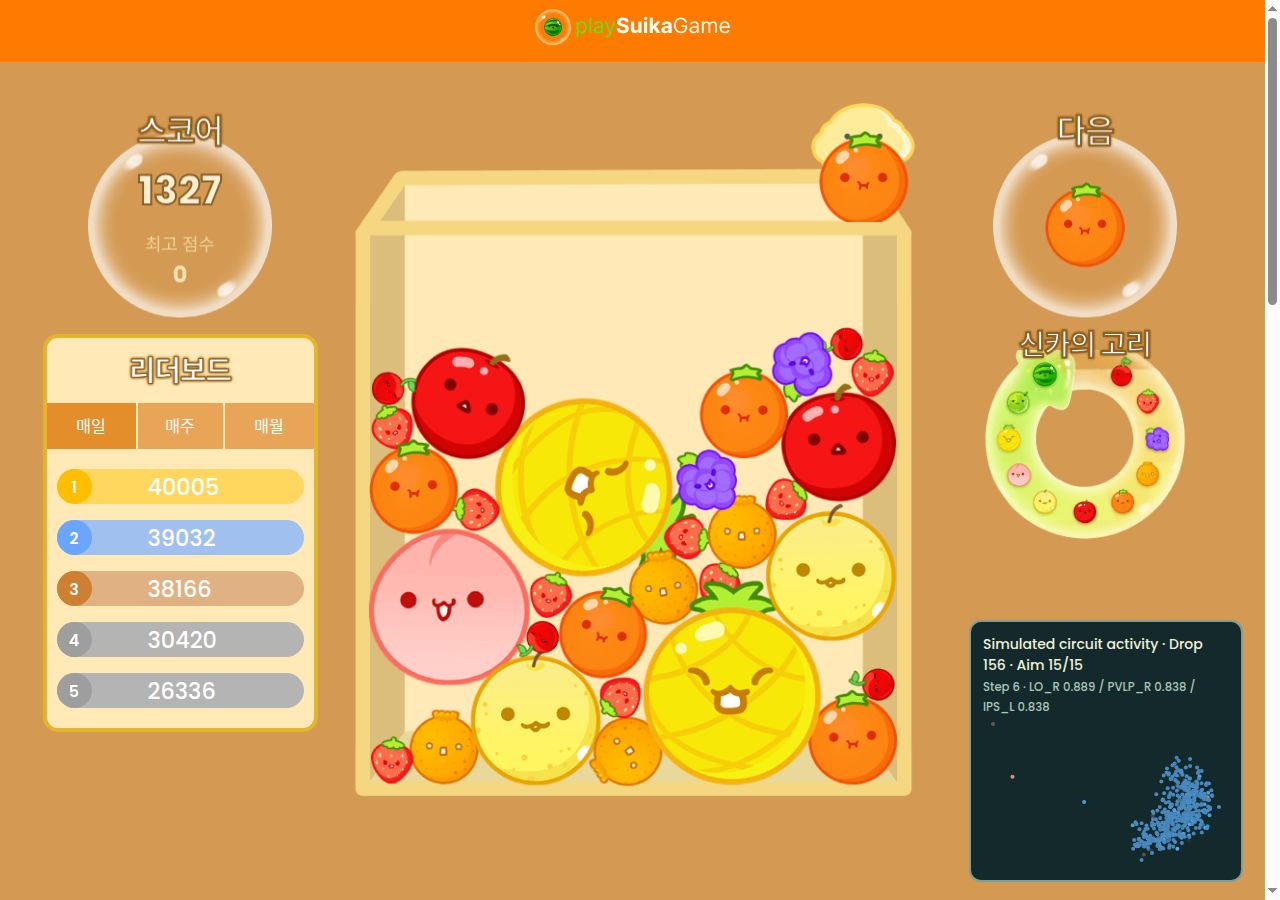 playSuikaGame
스코어
1327
최고 점수
0
리더보드
매일 매주 매월
1 40005
2 39032
3 38166
4 30420
5 26336
다음
신카의 고리
Simulated circuit activity · Drop
156 · Aim 15/15
Step 6 · LO_R 0.889 / PVLP_R 0.838 /
IPS_L 0.838